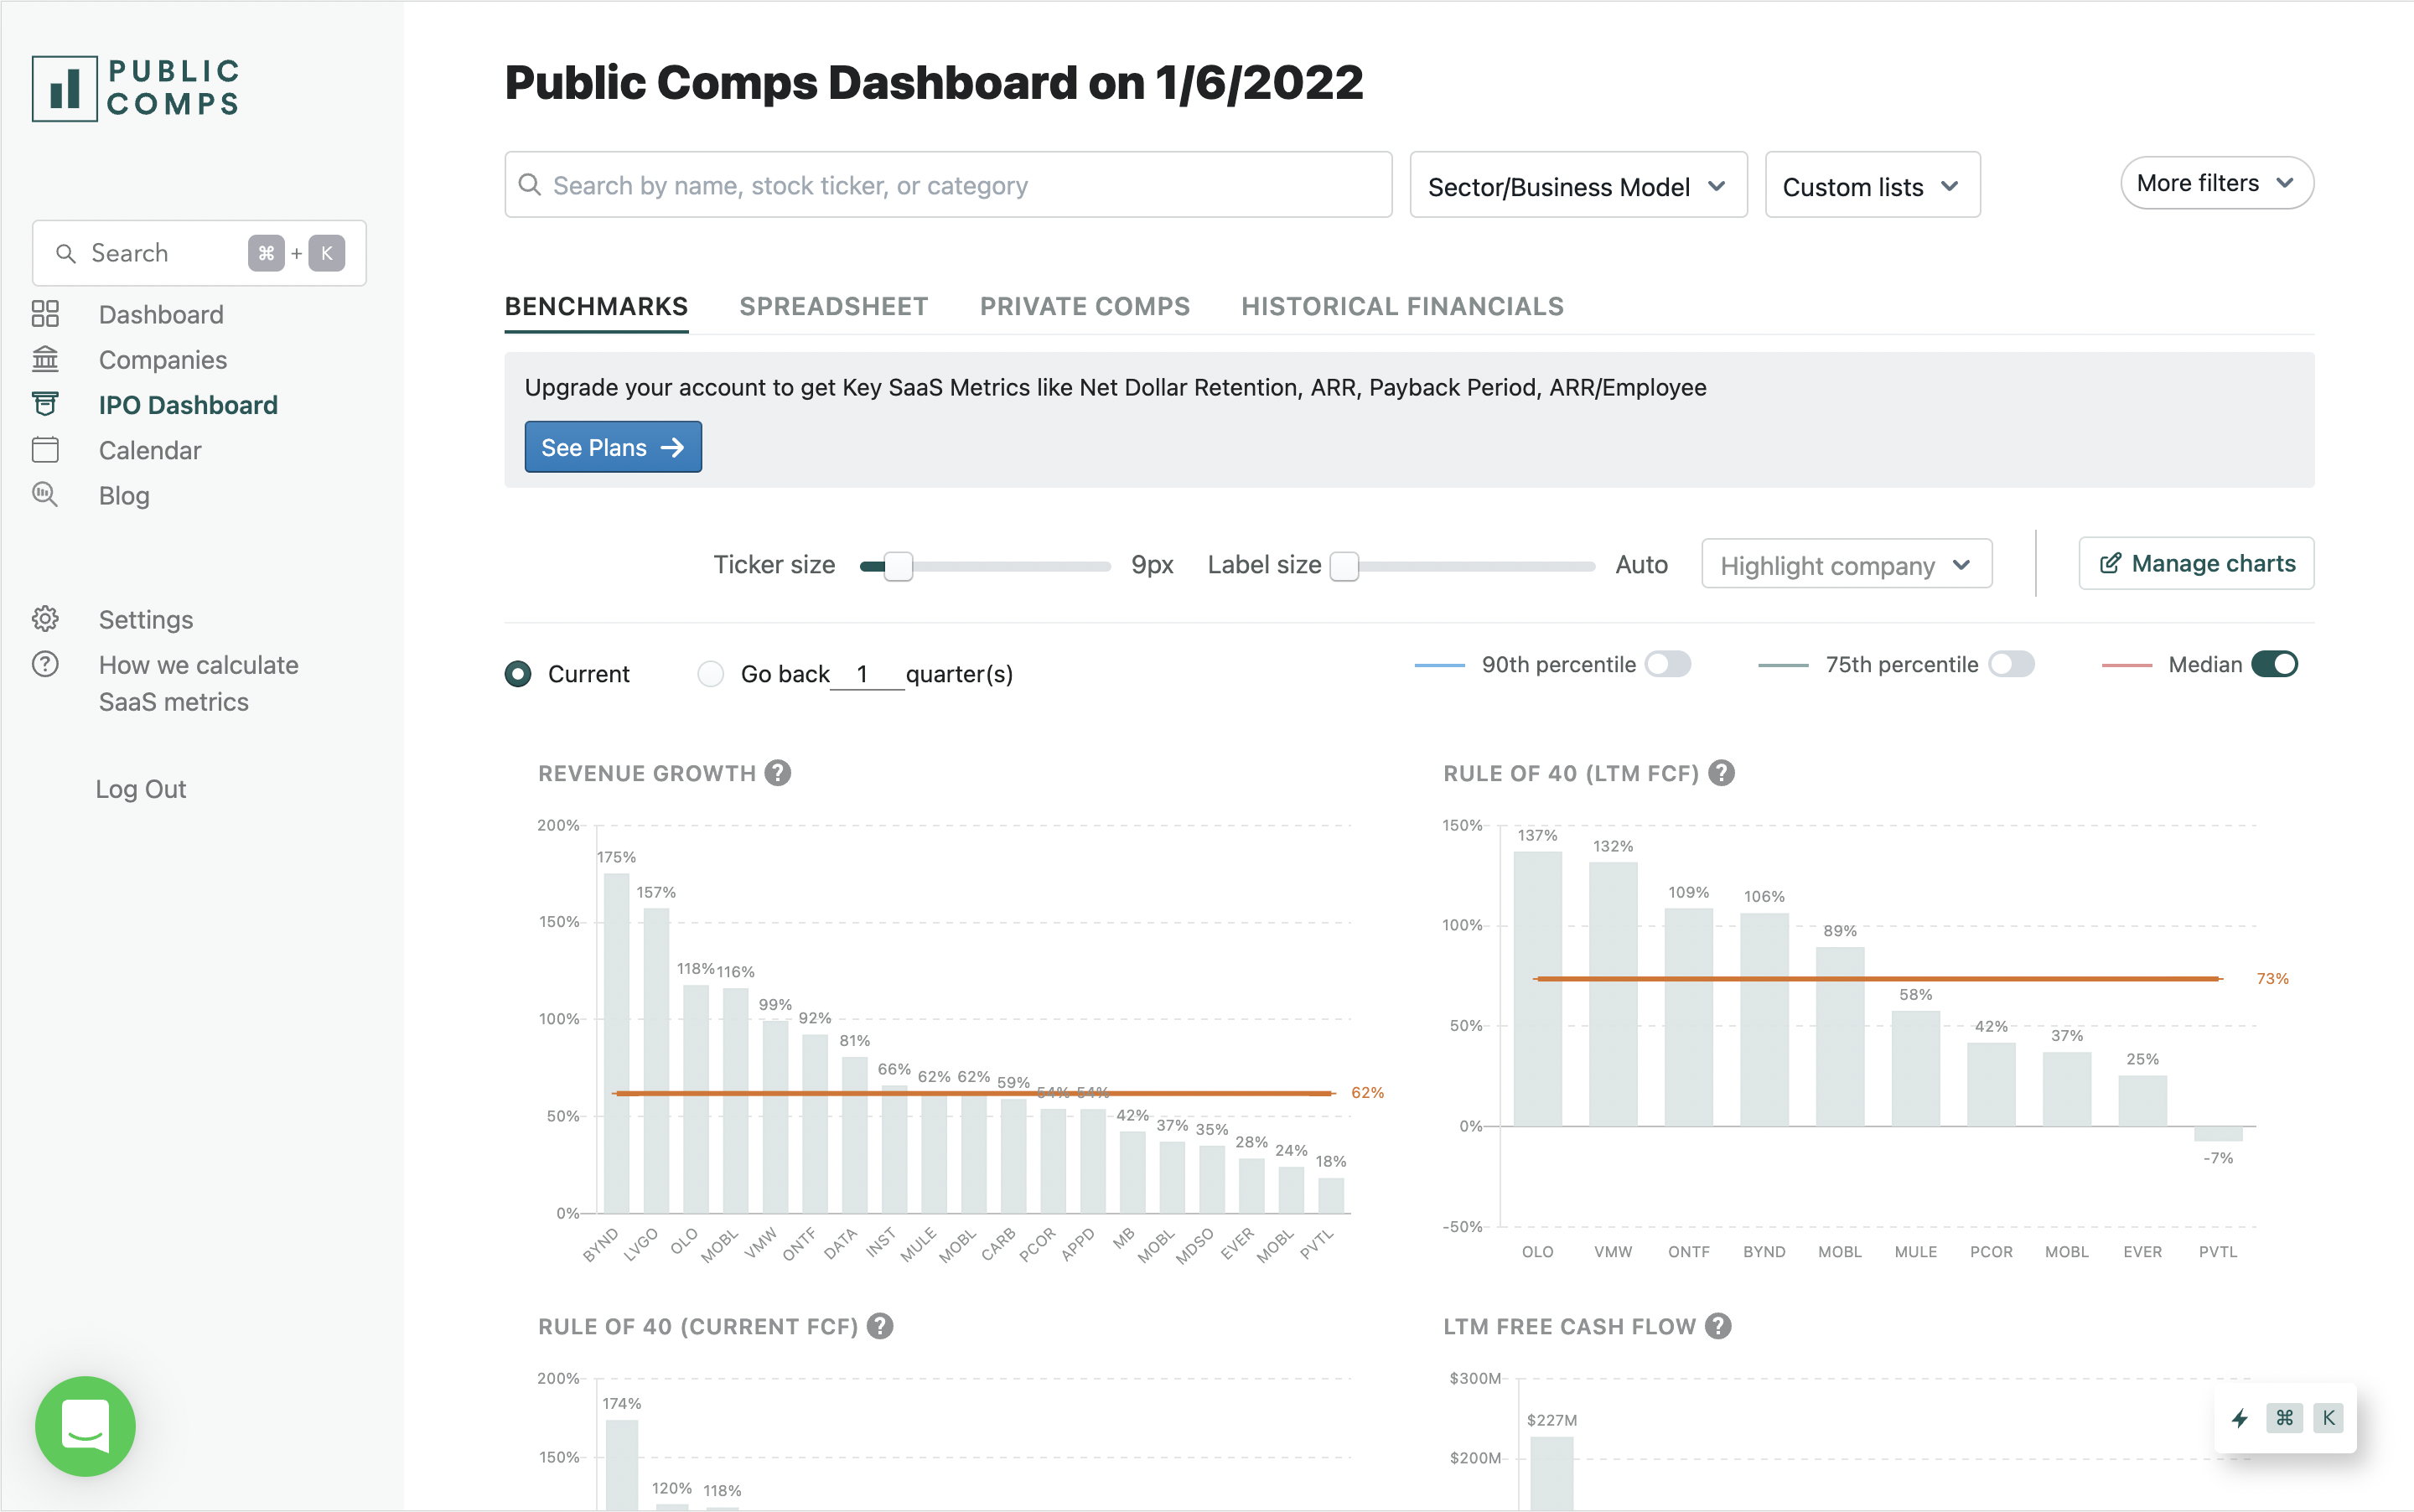 PUBLIC
COMPS
Search ⌘ + K
Dashboard
Companies
IPO Dashboard
Calendar
Blog
Settings
How we calculate
SaaS metrics
Log Out
Public Comps Dashboard on 1/6/2022
Search by name, stock ticker, or category
Sector/Business Model
Custom lists
More filters
BENCHMARKS SPREADSHEET PRIVATE COMPS HISTORICAL FINANCIALS
Upgrade your account to get Key SaaS Metrics like Net Dollar Retention, ARR, Payback Period, ARR/Employee
See Plans →
Ticker size 9px Label size Auto Highlight company Manage charts
Current Go back 1 quarter(s) 90th percentile 75th percentile Median
REVENUE GROWTH ?
200%
175%
157%
150%
118% 116%
99%
100%
92%
81%
66% 62% 62% 59% 54% 54%
62%
50%
42% 37% 35% 28% 24% 18%
0%
BYND LVGO OLO MOBL VMW ONTF DATA INST MULE MOBL CARB PCOR APPD MB MOBL MDSO EVER MOBL PVTL
RULE OF 40 (LTM FCF) ?
150%
137%
132%
109% 106%
100%
89%
73%
58%
50%
42%
37%
25%
0%
-7%
-50%
OLO VMW ONTF BYND MOBL MULE PCOR MOBL EVER PVTL
RULE OF 40 (CURRENT FCF) ?
200%
174%
150%
120% 118%
LTM FREE CASH FLOW ?
$300M
$227M
$200M
⌘ K